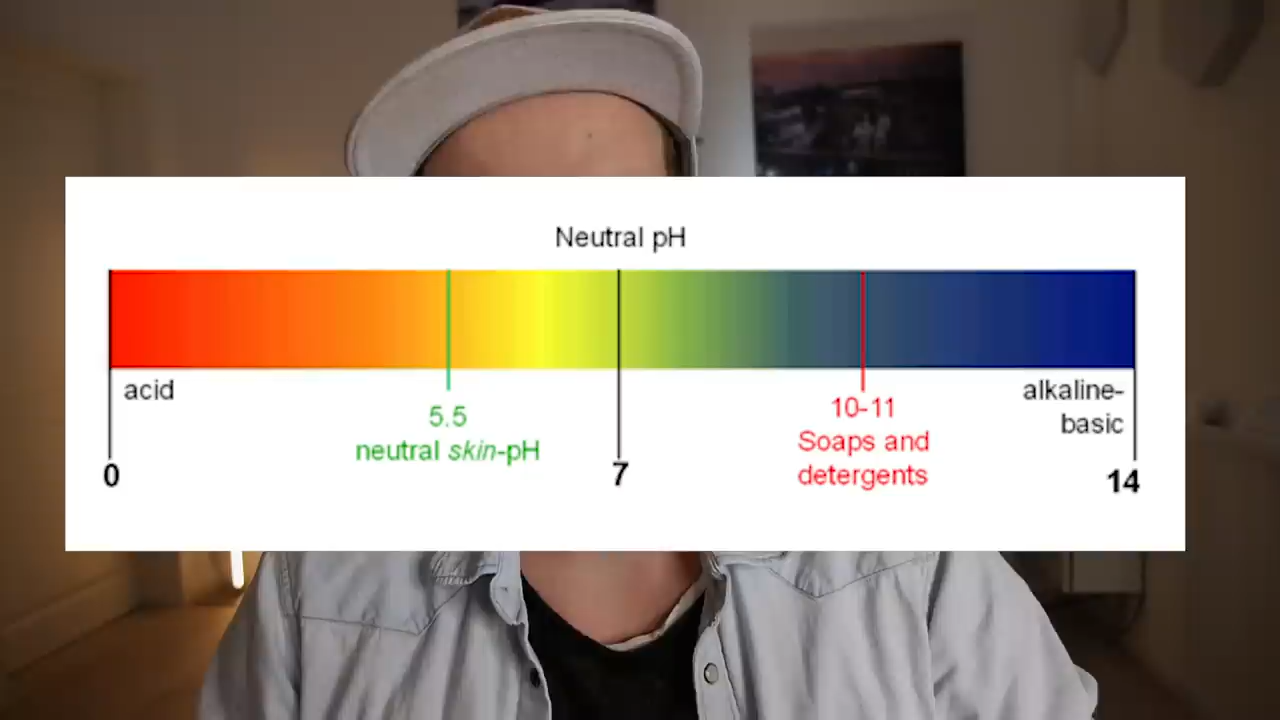 Neutral pH
acid
alkaline-
basic
5.5
neutral skin-pH
10-11
Soaps and
detergents
0
7
14